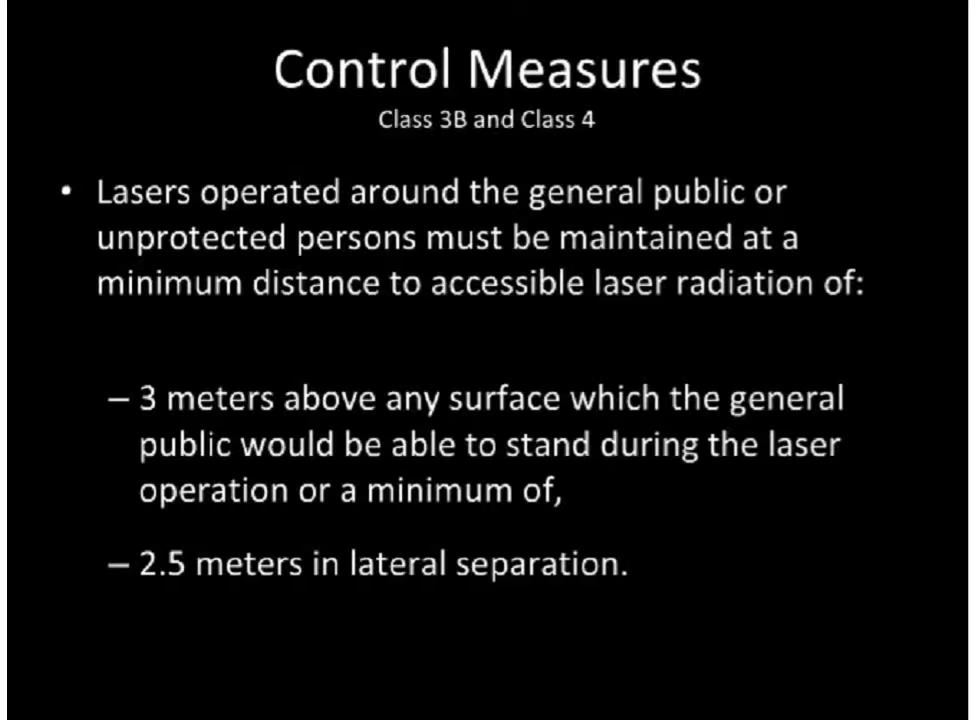 Control Measures
Class 3B and Class 4
• Lasers operated around the general public or
unprotected persons must be maintained at a
minimum distance to accessible laser radiation of:
– 3 meters above any surface which the general
public would be able to stand during the laser
operation or a minimum of,
– 2.5 meters in lateral separation.